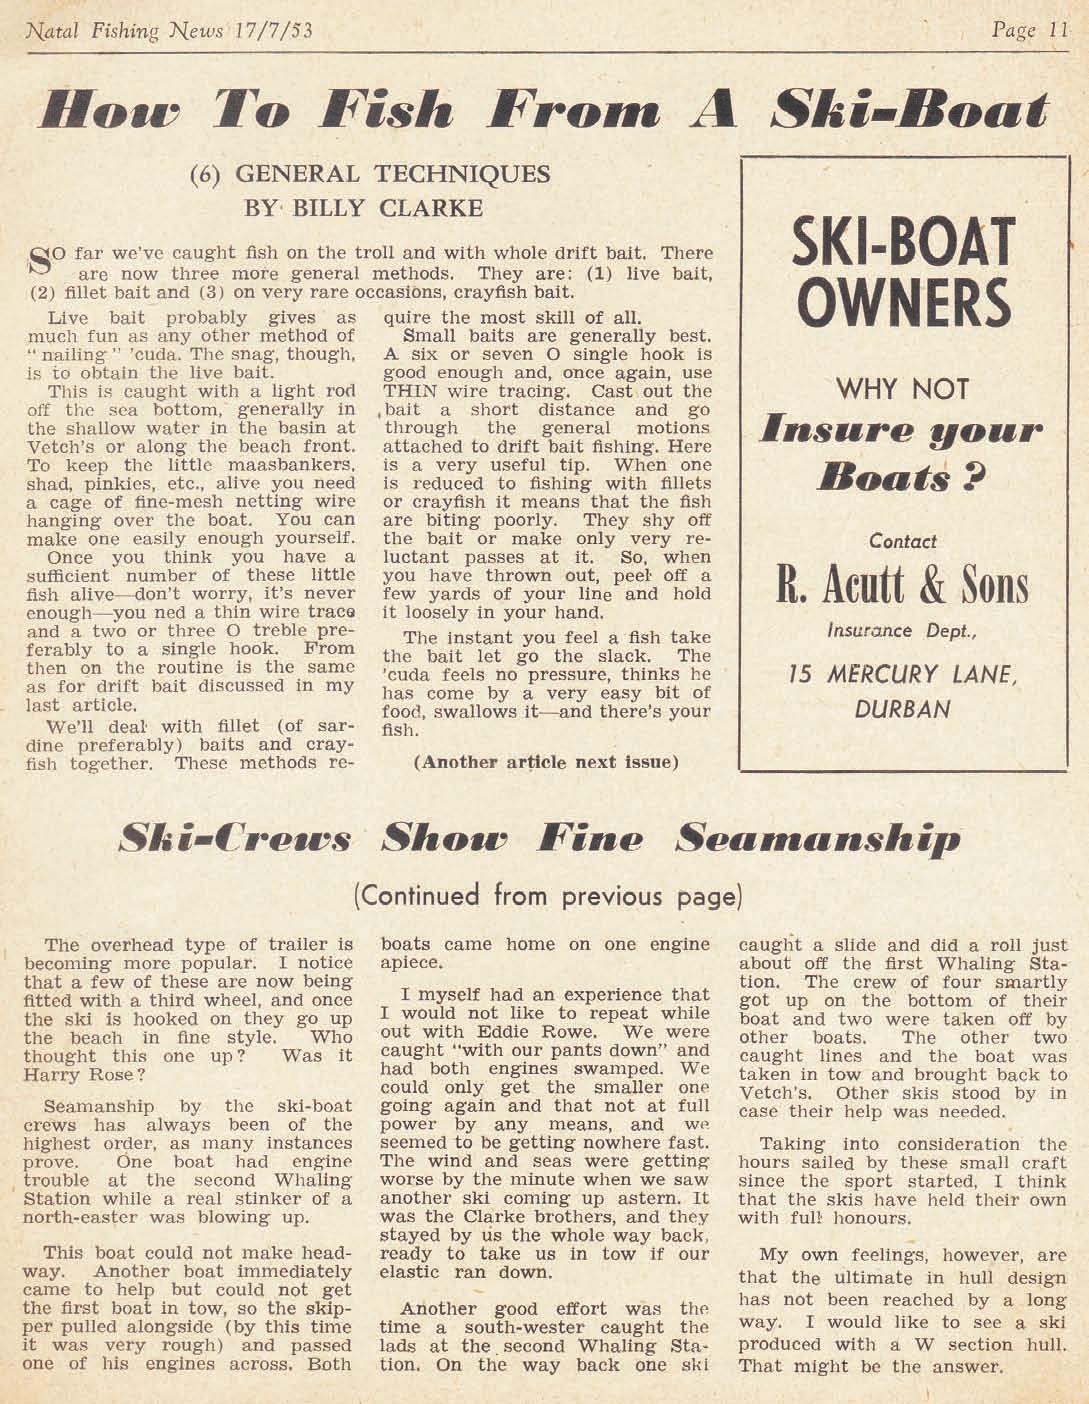 Natal Fishing News 17/7/53
Page 11
How To Fish From A Ski-Boat
(6) GENERAL TECHNIQUES
BY BILLY CLARKE
SO far we've caught fish on the troll and with whole drift bait. There
are now three more general methods. They are: (1) live bait,
(2) fillet bait and (3) on very rare occasions, crayfish bait.
Live bait probably gives as
much fun as any other method of
"nailing" 'cuda. The snag, though,
is to obtain the live bait.
This is caught with a light rod
off the sea bottom, generally in
the shallow water in the basin at
Vetch's or along the beach front.
To keep the little maasbankers,
shad, pinkies, etc., alive you need
a cage of fine-mesh netting wire
hanging over the boat. You can
make one easily enough yourself.
Once you think you have a
sufficient number of these little
fish alive—don't worry, it's never
enough—you ned a thin wire trace
and a two or three O treble pre-
ferably to a single hook. From
then on the routine is the same
as for drift bait discussed in my
last article.
We'll deal with fillet (of sar-
dine preferably) baits and cray-
fish together. These methods re-
quire the most skill of all.
Small baits are generally best.
A six or seven O single hook is
good enough and, once again, use
THIN wire tracing. Cast out the
bait a short distance and go
through the general motions
attached to drift bait fishing. Here
is a very useful tip. When one
is reduced to fishing with fillets
or crayfish it means that the fish
are biting poorly. They shy off
the bait or make only very re-
luctant passes at it. So, when
you have thrown out, peel off a
few yards of your line and hold
it loosely in your hand.
The instant you feel a fish take
the bait let go the slack. The
'cuda feels no pressure, thinks he
has come by a very easy bit of
food, swallows it—and there's your
fish.
(Another article next issue)
SKI-BOAT
OWNERS
WHY NOT
Insure your
Boats ?
Contact
R. Acutt & Sons
Insurance Dept.,
15 MERCURY LANE,
DURBAN
Ski-Crews Show Fine Seamanship
(Continued from previous page)
The overhead type of trailer is
becoming more popular. I notice
that a few of these are now being
fitted with a third wheel, and once
the ski is hooked on they go up
the beach in fine style. Who
thought this one up? Was it
Harry Rose?
Seamanship by the ski-boat
crews has always been of the
highest order, as many instances
prove. One boat had engine
trouble at the second Whaling
Station while a real stinker of a
north-easter was blowing up.
This boat could not make head-
way. Another boat immediately
came to help but could not get
the first boat in tow, so the skip-
per pulled alongside (by this time
it was very rough) and passed
one of his engines across. Both
boats came home on one engine
apiece.
I myself had an experience that
I would not like to repeat while
out with Eddie Rowe. We were
caught "with our pants down" and
had both engines swamped. We
could only get the smaller one
going again and that not at full
power by any means, and we
seemed to be getting nowhere fast.
The wind and seas were getting
worse by the minute when we saw
another ski coming up astern. It
was the Clarke brothers, and they
stayed by us the whole way back,
ready to take us in tow if our
elastic ran down.
Another good effort was the
time a south-wester caught the
lads at the second Whaling Sta-
tion. On the way back one ski
caught a slide and did a roll just
about off the first Whaling Sta-
tion. The crew of four smartly
got up on the bottom of their
boat and two were taken off by
other boats. The other two
caught lines and the boat was
taken in tow and brought back to
Vetch's. Other skis stood by in
case their help was needed.
Taking into consideration the
hours sailed by these small craft
since the sport started, I think
that the skis have held their own
with full honours.
My own feelings, however, are
that the ultimate in hull design
has not been reached by a long
way. I would like to see a ski
produced with a W section hull.
That might be the answer.